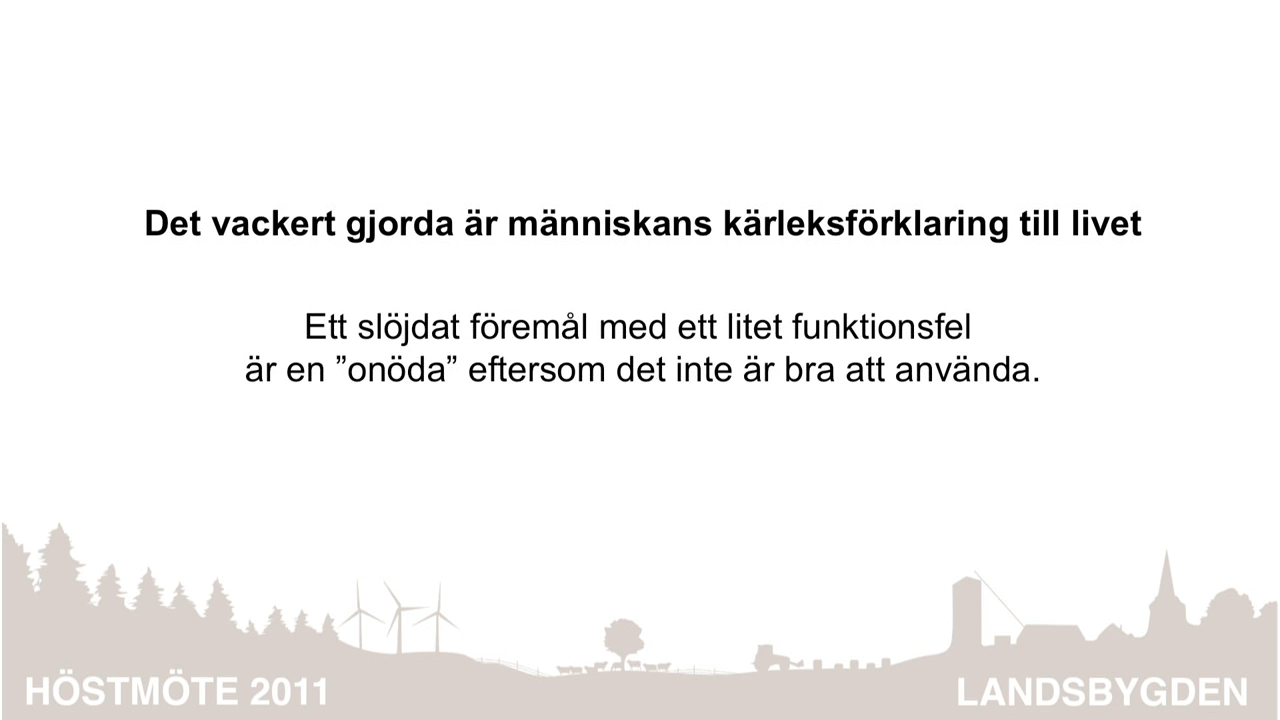 Det vackert gjorda är människans kärleksförklaring till livet
Ett slöjdat föremål med ett litet funktionsfel
är en ”onöda” eftersom det inte är bra att använda.
HÖSTMÖTE 2011
LANDSBYGDEN